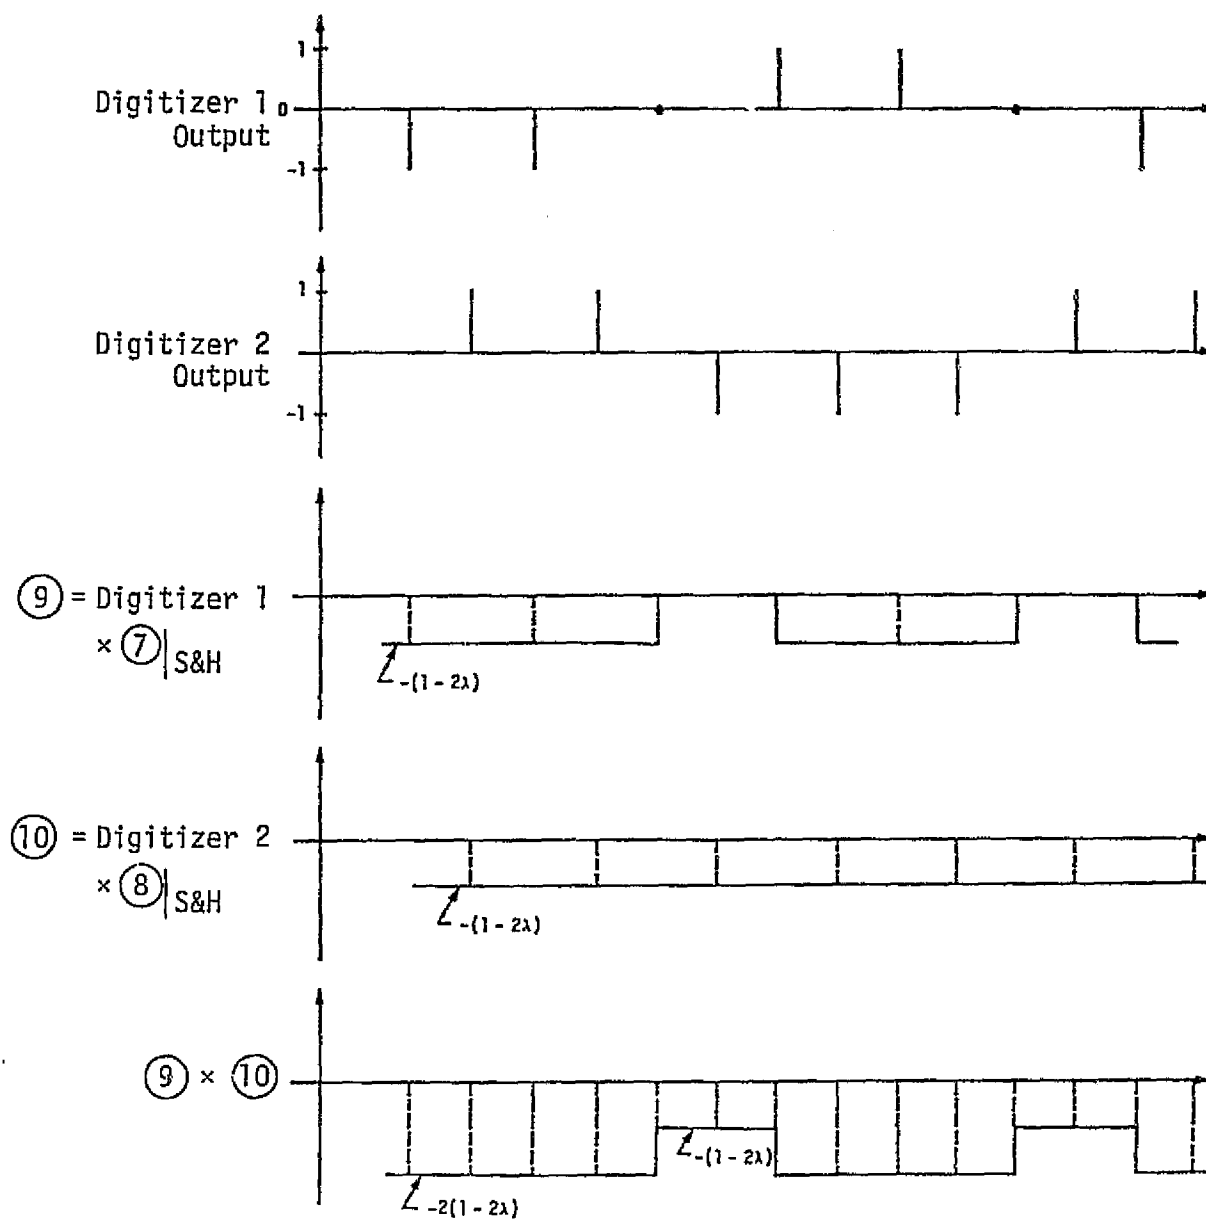 1
Digitizer 1 0
Output
-1
1
Digitizer 2
Output
-1
⑨ = Digitizer 1
× ⑦|S&H
-(1-2λ)
⑩ = Digitizer 2
× ⑧|S&H
-(1-2λ)
⑨ × ⑩
-(1-2λ)
-2(1-2λ)